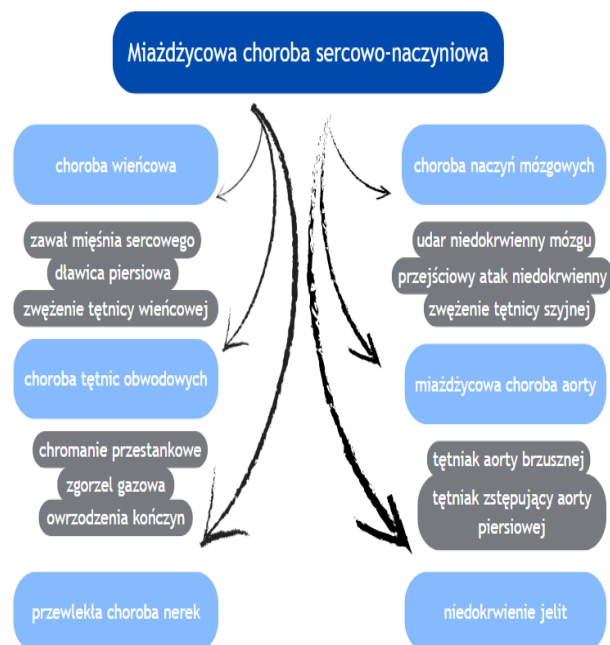 Miażdżycowa choroba sercowo-naczyniowa
choroba wieńcowa
zawał mięśnia sercowego
dławica piersiowa
zwężenie tętnicy wieńcowej
choroba tętnic obwodowych
chromanie przestankowe
zgorzel gazowa
owrzodzenia kończyn
przewlekła choroba nerek
choroba naczyń mózgowych
udar niedokrwienny mózgu
przejściowy atak niedokrwienny
zwężenie tętnicy szyjnej
miażdżycowa choroba aorty
tętniak aorty brzusznej
tętniak zstępujący aorty
piersiowej
niedokrwienie jelit